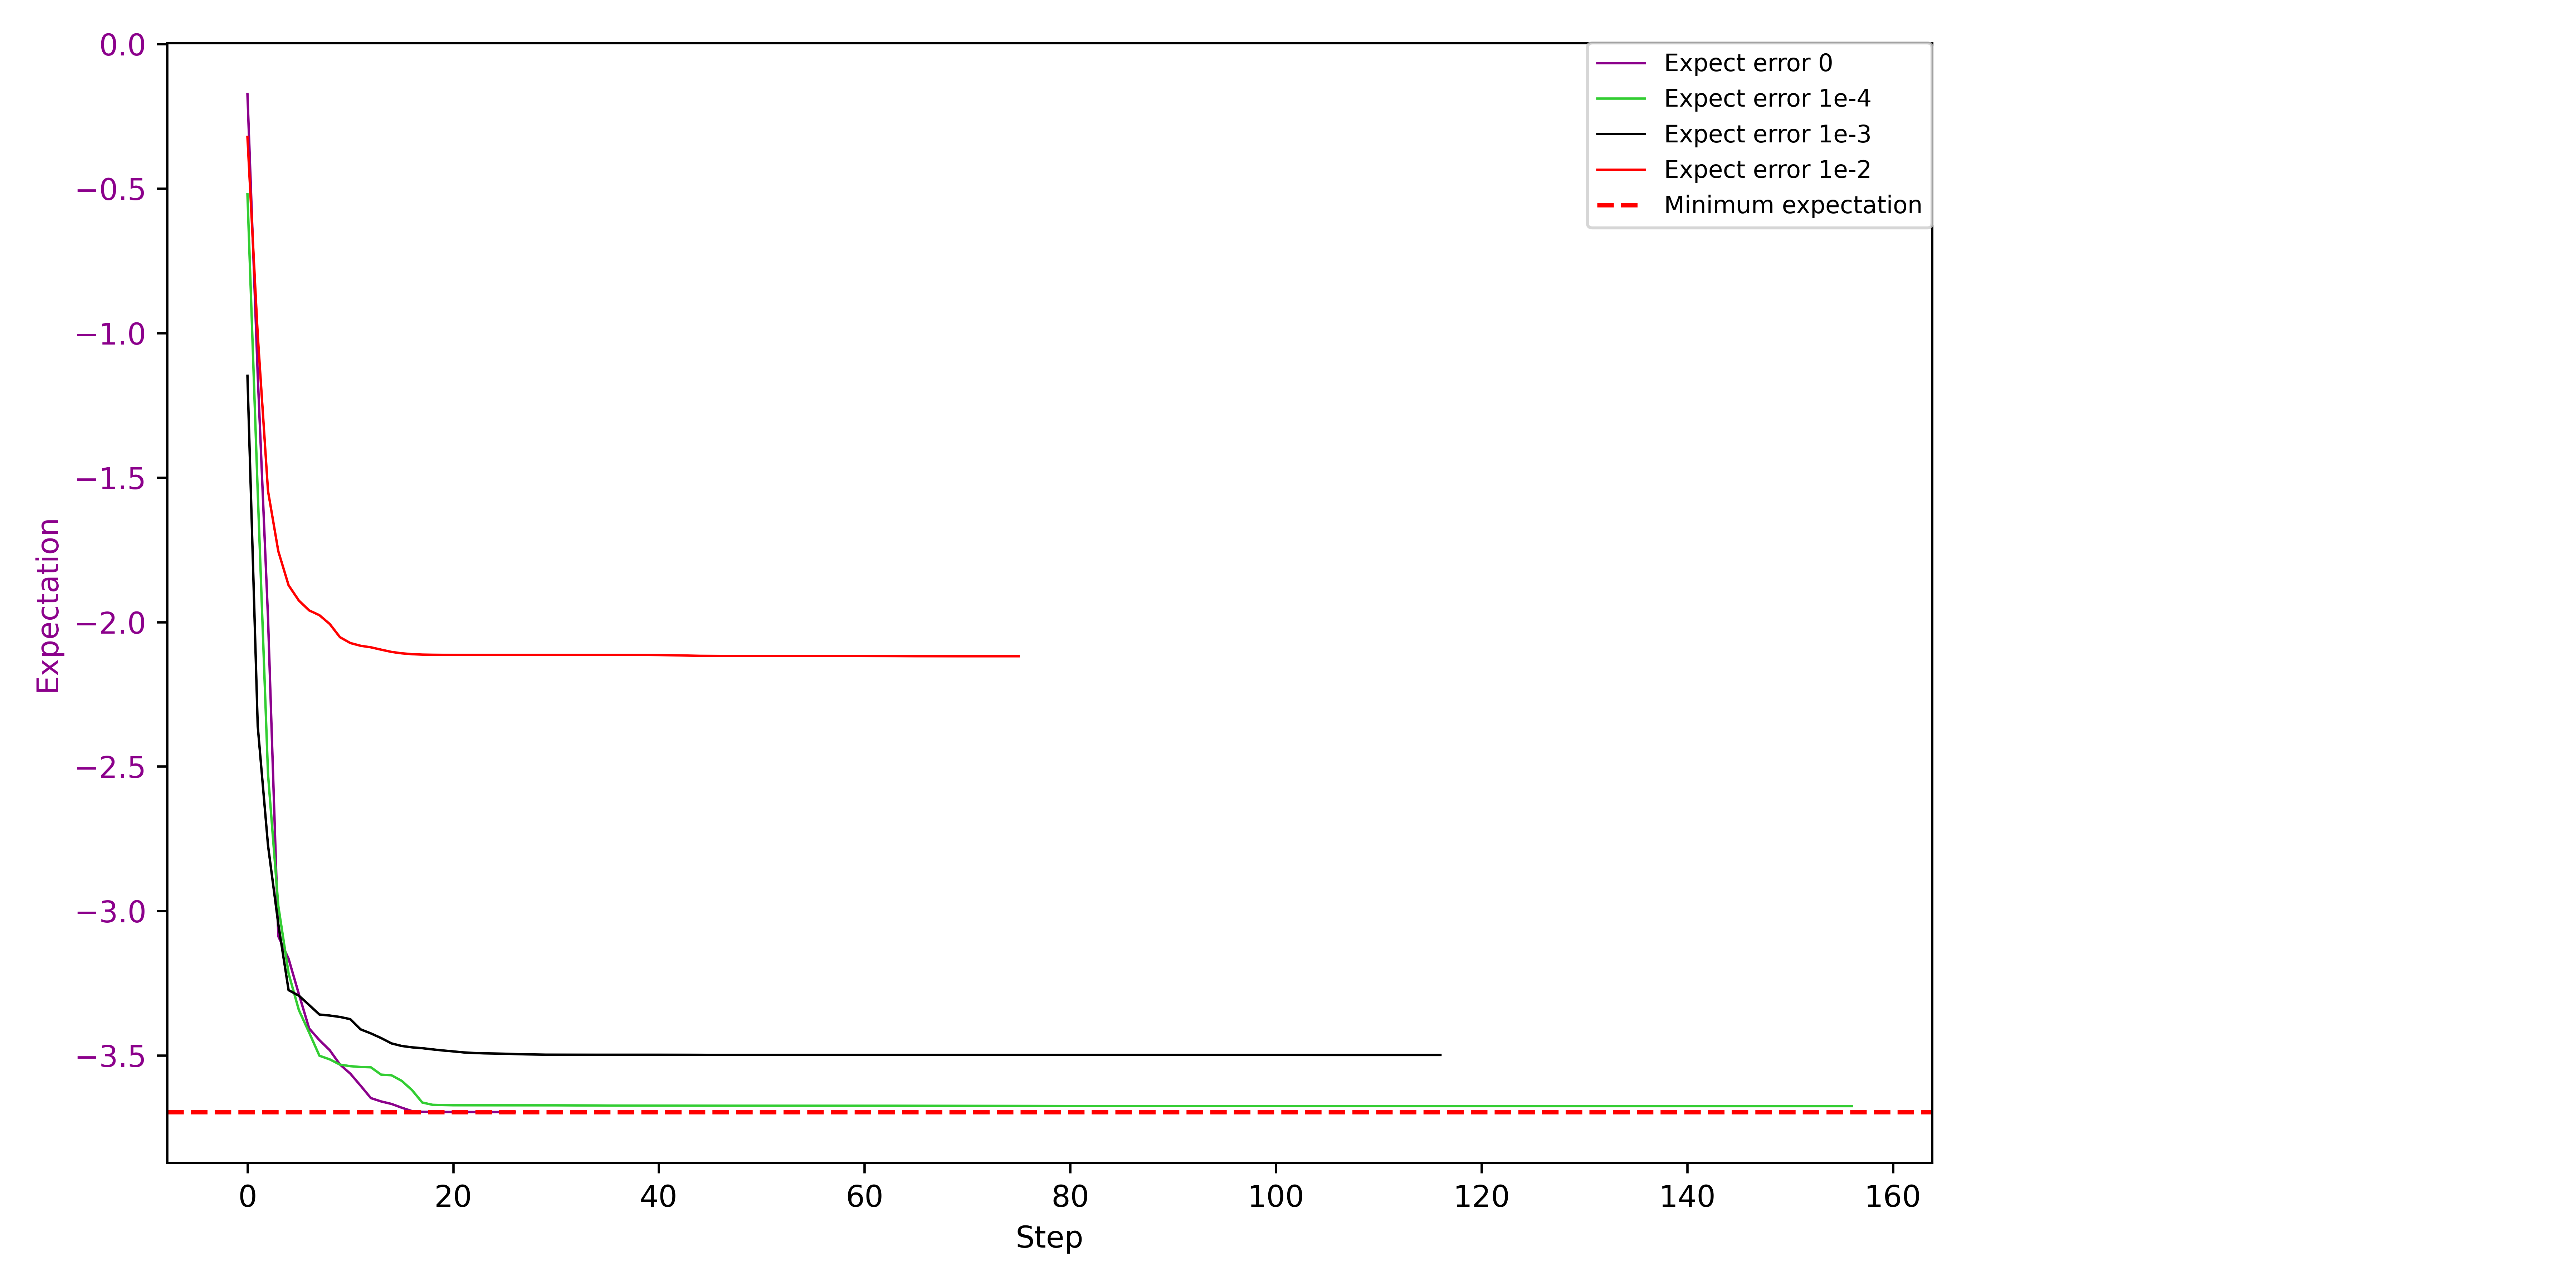 0.0
−0.5
−1.0
−1.5
−2.0
−2.5
−3.0
−3.5
Expectation
Expect error 0
Expect error 1e-4
Expect error 1e-3
Expect error 1e-2
Minimum expectation
0 20 40 60 80 100 120 140 160
Step